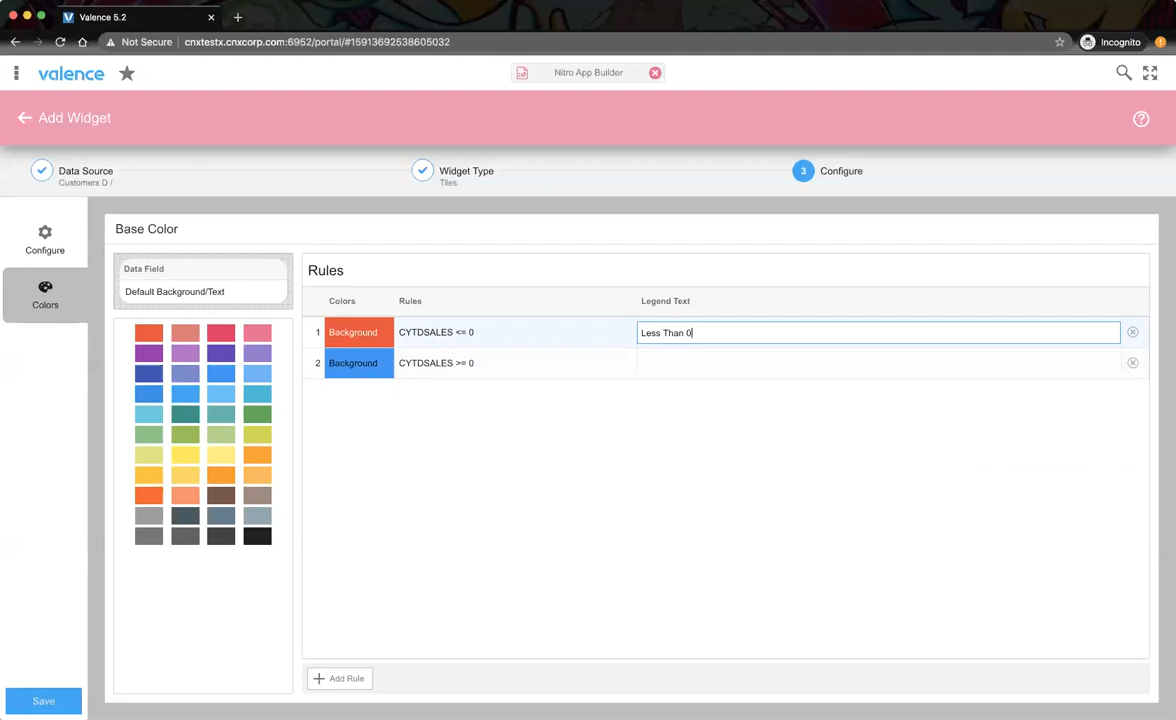 Valence 5.2
Not Secure cnxtestx.cnxcorp.com:6952/portal/#15913692538605032
Incognito
valence
Nitro App Builder
Add Widget
Data Source
Customers D /
Widget Type
Tiles
3 Configure
Configure
Colors
Base Color
Data Field
Default Background/Text
Rules
Colors Rules Legend Text
1 Background CYTDSALES <= 0 Less Than 0
2 Background CYTDSALES >= 0
Add Rule
Save